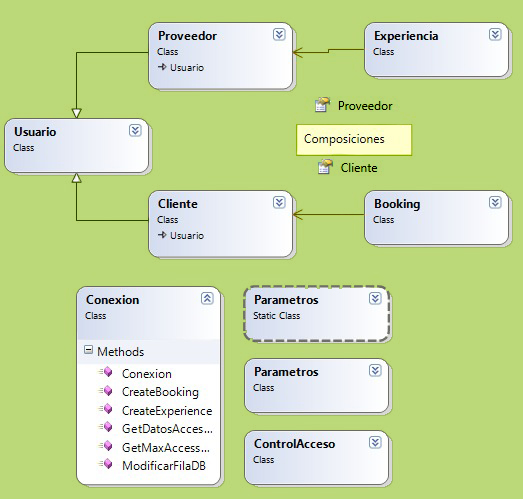 Proveedor
Class
Usuario
Experiencia
Class
Proveedor
Composiciones
Cliente
Usuario
Class
Cliente
Class
Usuario
Booking
Class
Conexion
Class
Methods
Conexion
CreateBooking
CreateExperience
GetDatosAcces...
GetMaxAccess...
ModificarFilaDB
Parametros
Static Class
Parametros
Class
ControlAcceso
Class